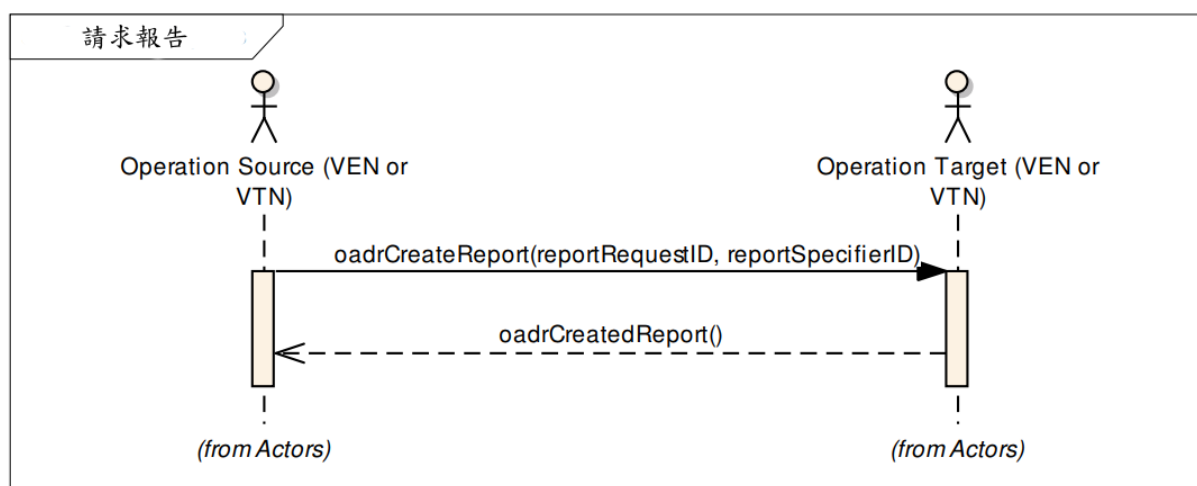 請求報告
Operation Source (VEN or
VTN)
Operation Target (VEN or
VTN)
oadrCreateReport(reportRequestID, reportSpecifierID)
oadrCreatedReport()
(from Actors)
(from Actors)